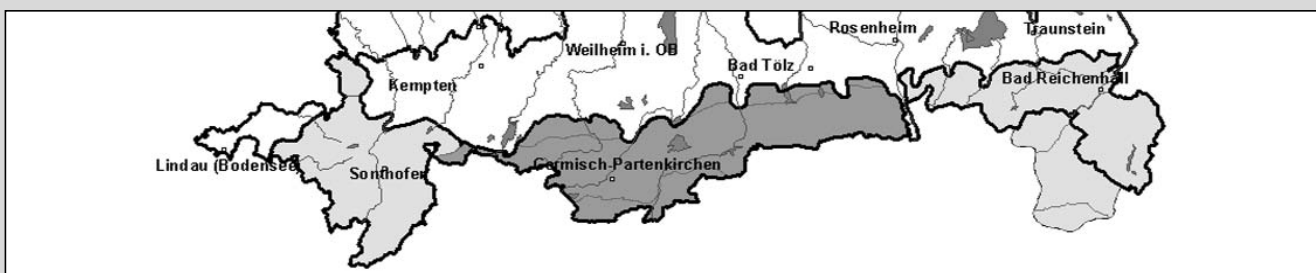 Rosenheim
Traunstein
Weilheim i. OB
Bad Tölz
Bad Reichenhall
Kempten
Lindau (Bodensee)
Sonthofen
Garmisch-Partenkirchen